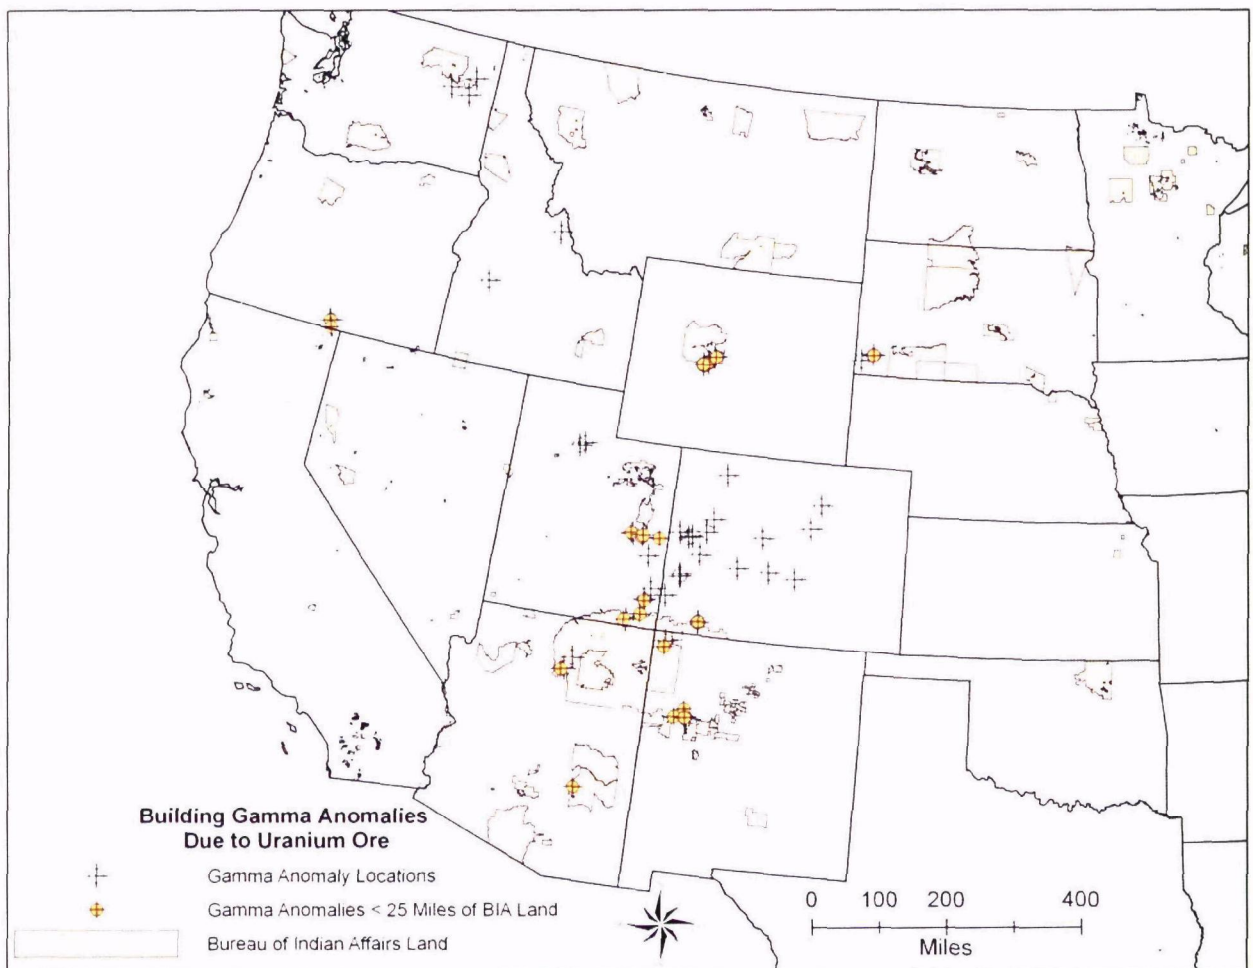 Building Gamma Anomalies
Due to Uranium Ore
Gamma Anomaly Locations
Gamma Anomalies < 25 Miles of BIA Land
Bureau of Indian Affairs Land
0 100 200 400
Miles